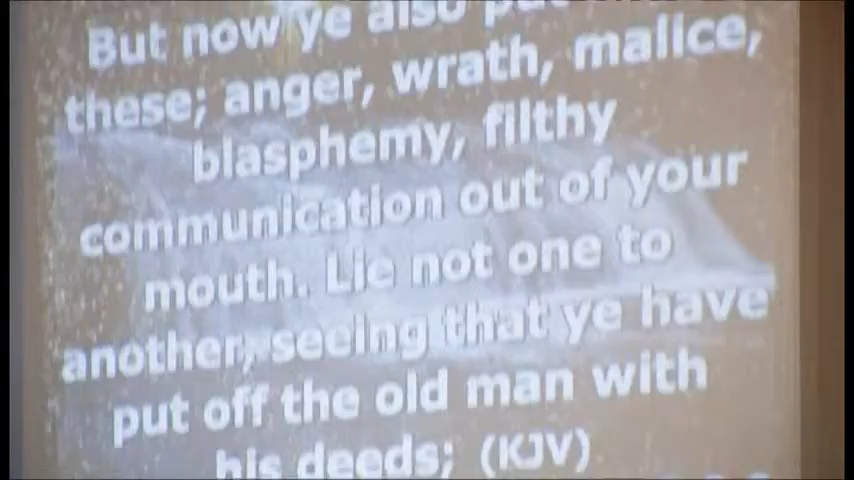 But now ye also
these; anger, wrath, malice,
blasphemy, filthy
communication out of your
mouth. Lie not one to
another, seeing that ye have
put off the old man with
his deeds; (KJV)